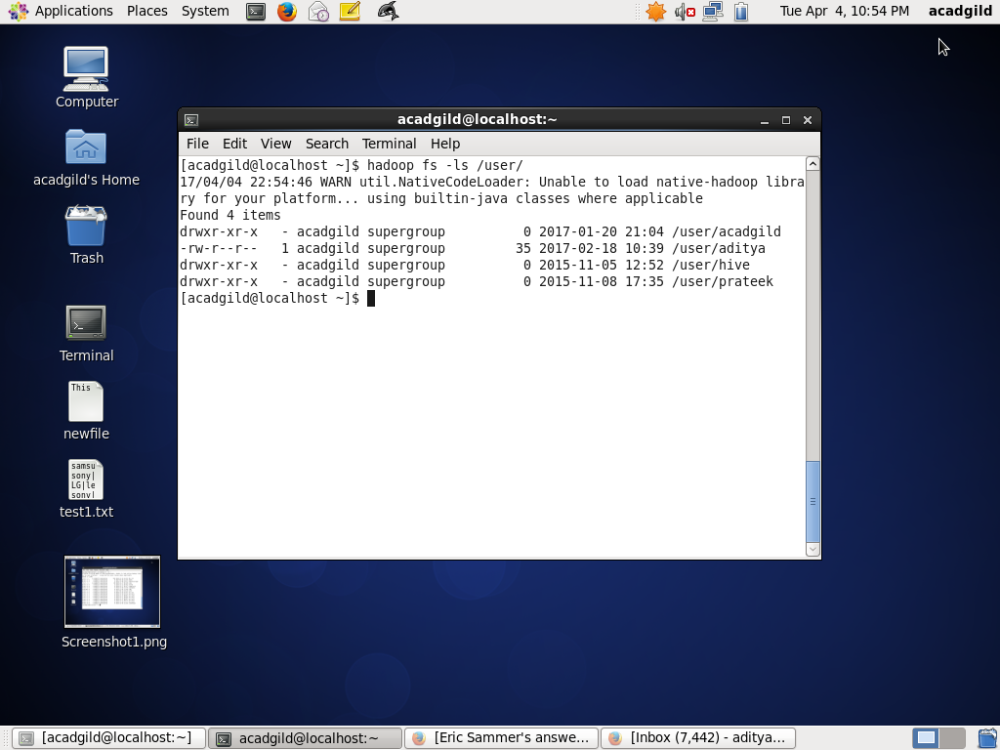 Applications Places System Tue Apr 4, 10:54 PM acadgild
Computer
acadgild's Home
Trash
Terminal
This
newfile
samsu
sony|
LG|le
sony|
test1.txt
Screenshot1.png
acadgild@localhost:~
File Edit View Search Terminal Help
[acadgild@localhost ~]$ hadoop fs -ls /user/
17/04/04 22:54:46 WARN util.NativeCodeLoader: Unable to load native-hadoop libra
ry for your platform... using builtin-java classes where applicable
Found 4 items
drwxr-xr-x   - acadgild supergroup          0 2017-01-20 21:04 /user/acadgild
-rw-r--r--   1 acadgild supergroup         35 2017-02-18 10:39 /user/aditya
drwxr-xr-x   - acadgild supergroup          0 2015-11-05 12:52 /user/hive
drwxr-xr-x   - acadgild supergroup          0 2015-11-08 17:35 /user/prateek
[acadgild@localhost ~]$
[acadgild@localhost:~] acadgild@localhost:~ [Eric Sammer's answe... [Inbox (7,442) - aditya...